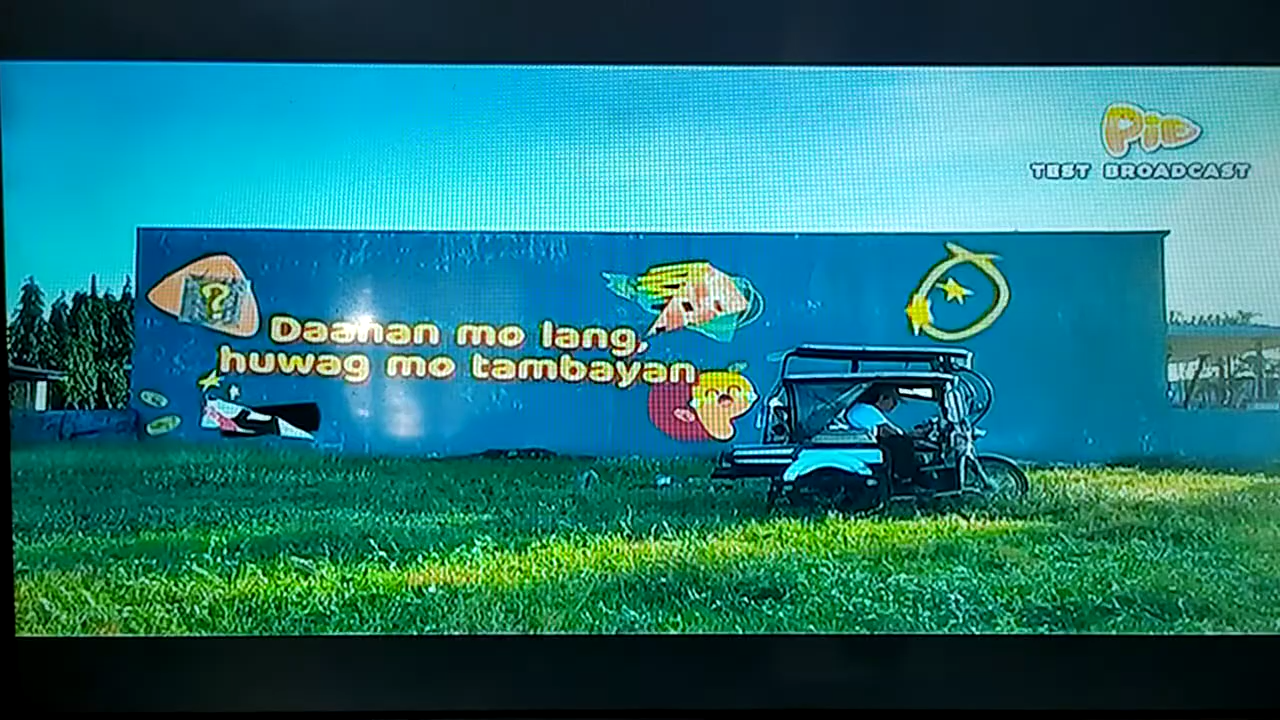 Pie
TEST BROADCAST
?
Daanan mo lang,
huwag mo tambayan